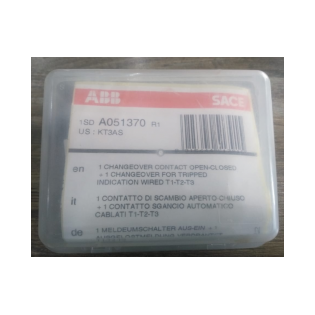 ABB
SACE
1SD A051370 R1
US : KT3AS
en
1 CHANGEOVER CONTACT OPEN-CLOSED
+ 1 CHANGEOVER FOR TRIPPED
INDICATION WIRED T1-T2-T3
it
1 CONTATTO DI SCAMBIO APERTO-CHIUSO
+ 1 CONTATTO SGANCIO AUTOMATICO
CABLATI T1-T2-T3
de
1 MELDEUMSCHALTER AUS-EIN +